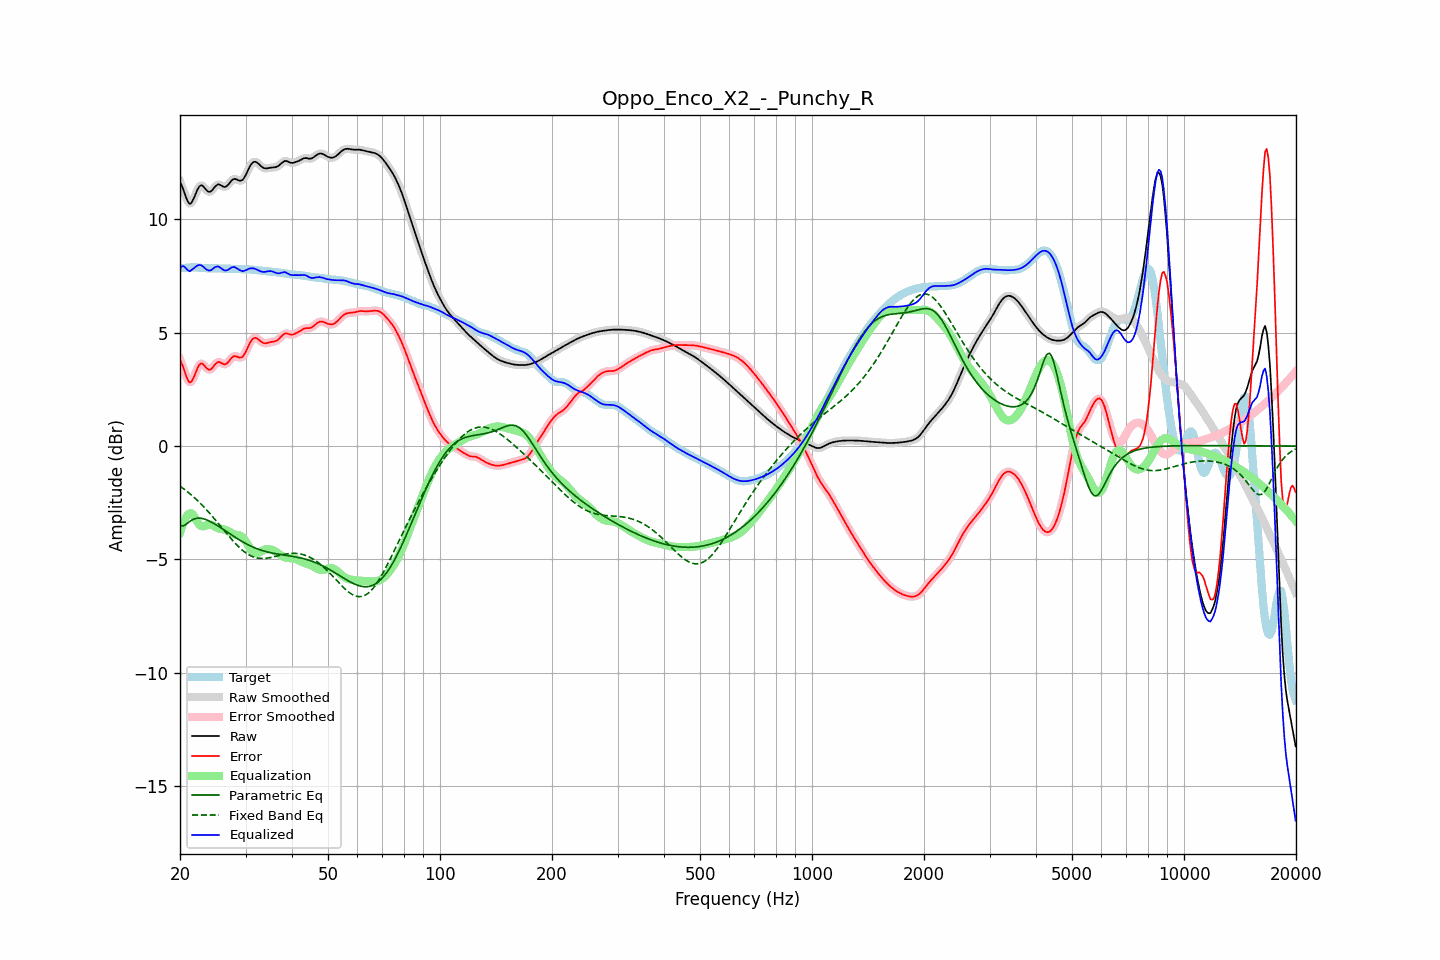 Oppo_Enco_X2_-_Punchy_R
Amplitude (dBr)
10
5
0
−5
−10
−15
Target
Raw Smoothed
Error Smoothed
Raw
Error
Equalization
Parametric Eq
Fixed Band Eq
Equalized
20 50 100 200 500 1000 2000 5000 10000 20000
Frequency (Hz)